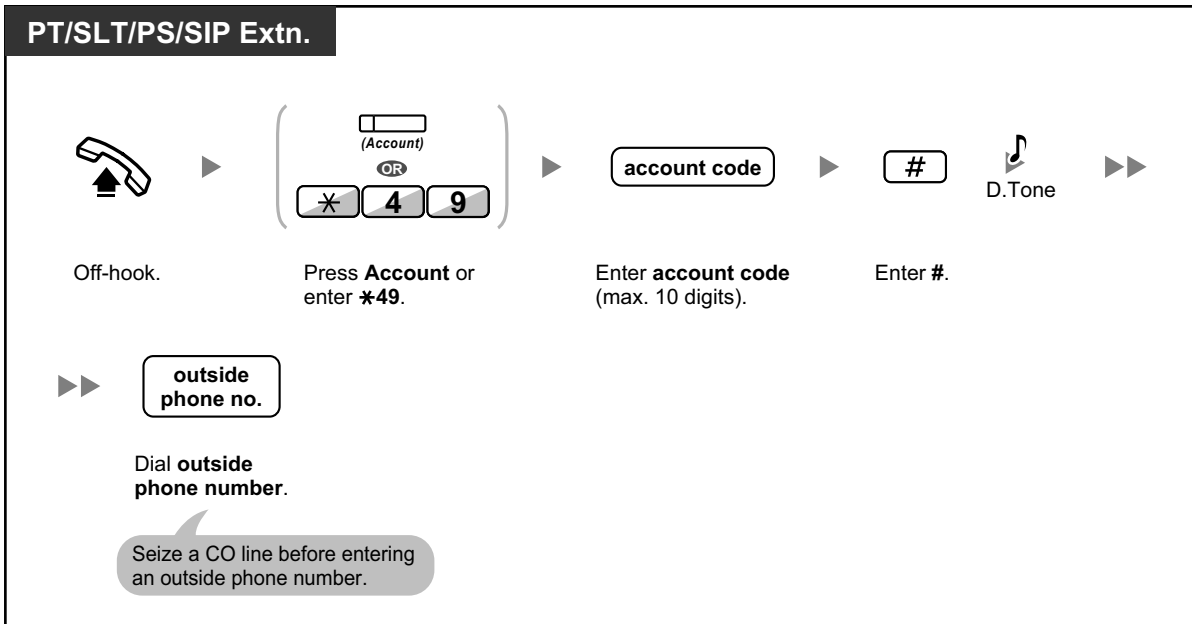 PT/SLT/PS/SIP Extn.
(Account)
OR
* 4 9
account code
#
D.Tone
Off-hook.
Press Account or
enter *49.
Enter account code
(max. 10 digits).
Enter #.
outside
phone no.
Dial outside
phone number.
Seize a CO line before entering
an outside phone number.